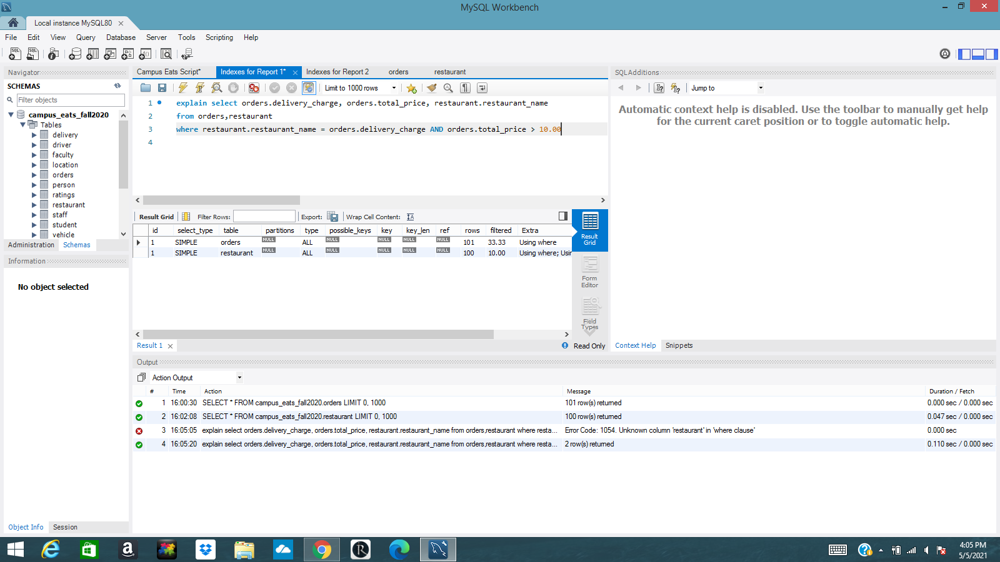 MySQL Workbench
Local instance MySQL80
File Edit View Query Database Server Tools Scripting Help
Navigator
SCHEMAS
Filter objects
campus_eats_fall2020
Tables
delivery
driver
faculty
location
orders
person
ratings
restaurant
staff
student
vehicle
Administration Schemas
Information
No object selected
Object Info Session
Campus Eats Script* Indexes for Report 1* Indexes for Report 2 orders restaurant
Limit to 1000 rows
1 explain select orders.delivery_charge, orders.total_price, restaurant.restaurant_name
2 from orders,restaurant
3 where restaurant.restaurant_name = orders.delivery_charge AND orders.total_price > 10.00
4
Result Grid Filter Rows: Export: Wrap Cell Content:
id select_type table partitions type possible_keys key key_len ref rows filtered Extra
1 SIMPLE orders NULL ALL NULL NULL NULL NULL 101 33.33 Using where
1 SIMPLE restaurant NULL ALL NULL NULL NULL NULL 100 10.00 Using where; Usin
Result Grid
Form Editor
Field Types
Result 1 Read Only
SQLAdditions
Jump to
Automatic context help is disabled. Use the toolbar to manually get help
for the current caret position or to toggle automatic help.
Context Help Snippets
Output
Action Output
# Time Action Message Duration / Fetch
1 16:00:30 SELECT * FROM campus_eats_fall2020.orders LIMIT 0, 1000 101 row(s) returned 0.000 sec / 0.000 sec
2 16:02:08 SELECT * FROM campus_eats_fall2020.restaurant LIMIT 0, 1000 100 row(s) returned 0.047 sec / 0.000 sec
3 16:05:05 explain select orders.delivery_charge, orders.total_price, restaurant.restaurant_name from orders,restaurant where resta... Error Code: 1054. Unknown column 'restaurant' in 'where clause' 0.000 sec
4 16:05:20 explain select orders.delivery_charge, orders.total_price, restaurant.restaurant_name from orders,restaurant where resta... 2 row(s) returned 0.110 sec / 0.000 sec
4:05 PM
5/5/2021